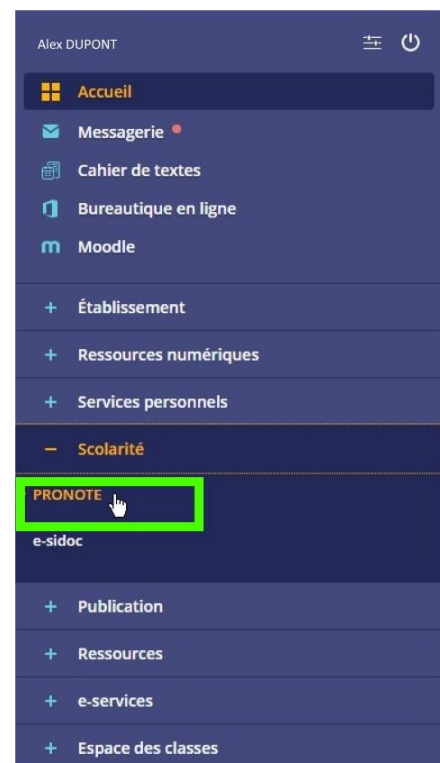 Alex DUPONT
Accueil
Messagerie
Cahier de textes
Bureautique en ligne
Moodle
+ Établissement
+ Ressources numériques
+ Services personnels
− Scolarité
PRONOTE
e-sidoc
+ Publication
+ Ressources
+ e-services
+ Espace des classes